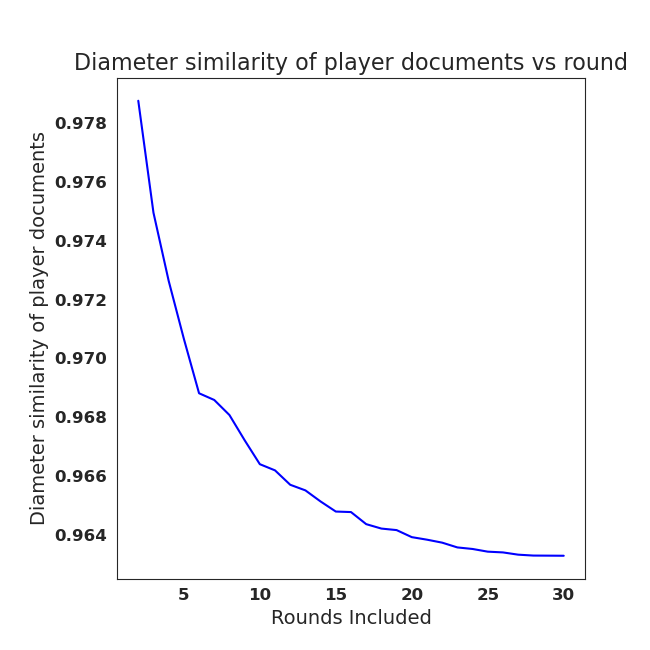 Diameter similarity of player documents vs round
Diameter similarity of player documents
0.978
0.976
0.974
0.972
0.970
0.968
0.966
0.964
5 10 15 20 25 30
Rounds Included